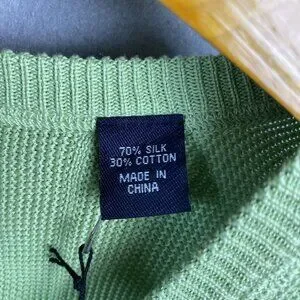 70% SILK
30% COTTON
MADE IN
CHINA